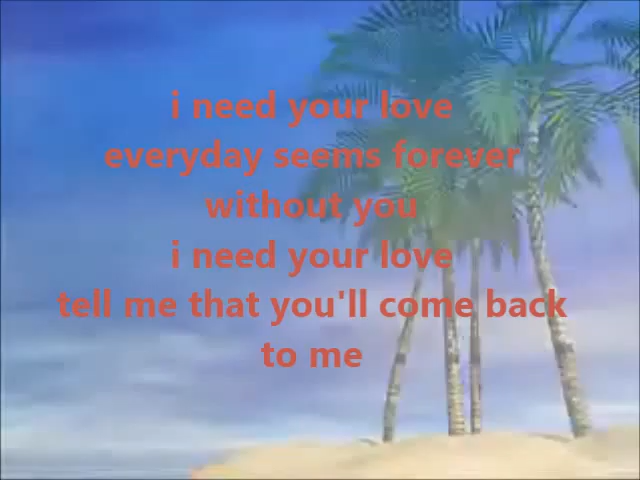 i need your love
everyday seems forever
without you
i need your love
tell me that you'll come back
to me